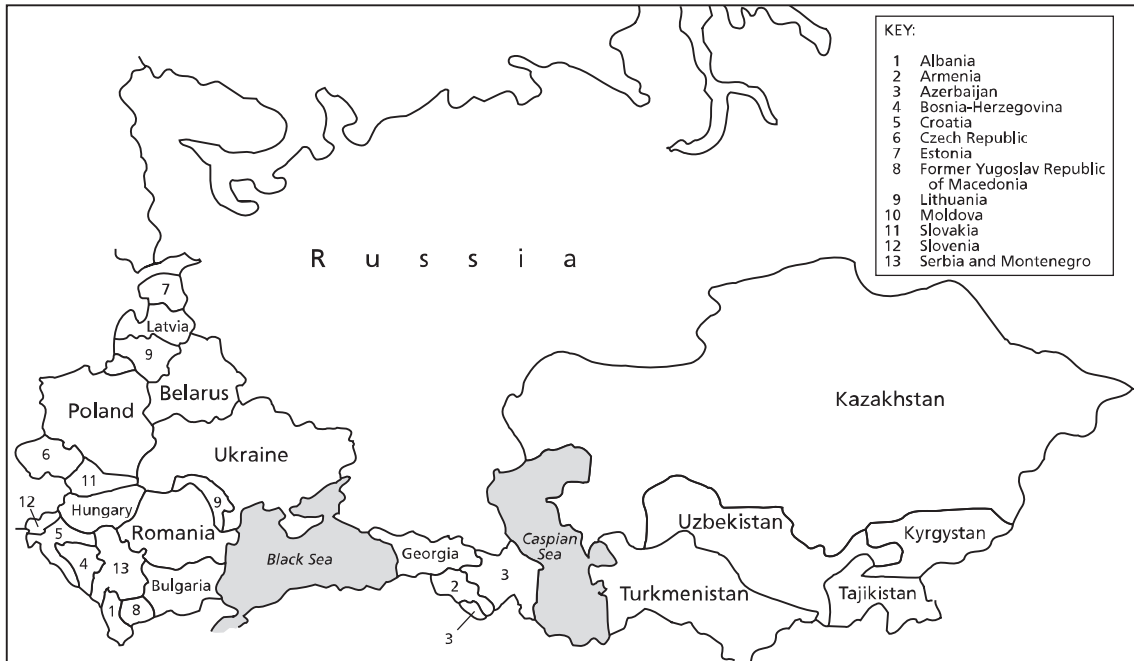 KEY:
1 Albania
2 Armenia
3 Azerbaijan
4 Bosnia-Herzegovina
5 Croatia
6 Czech Republic
7 Estonia
8 Former Yugoslav Republic
of Macedonia
9 Lithuania
10 Moldova
11 Slovakia
12 Slovenia
13 Serbia and Montenegro
Russia
7
Latvia
9
Belarus
Poland
Kazakhstan
Ukraine
6
11
12
Hungary
9
5
Romania
4
13
Bulgaria
1
8
Black Sea
Georgia
2
3
3
Caspian
Sea
Uzbekistan
Turkmenistan
Kyrgystan
Tajikistan